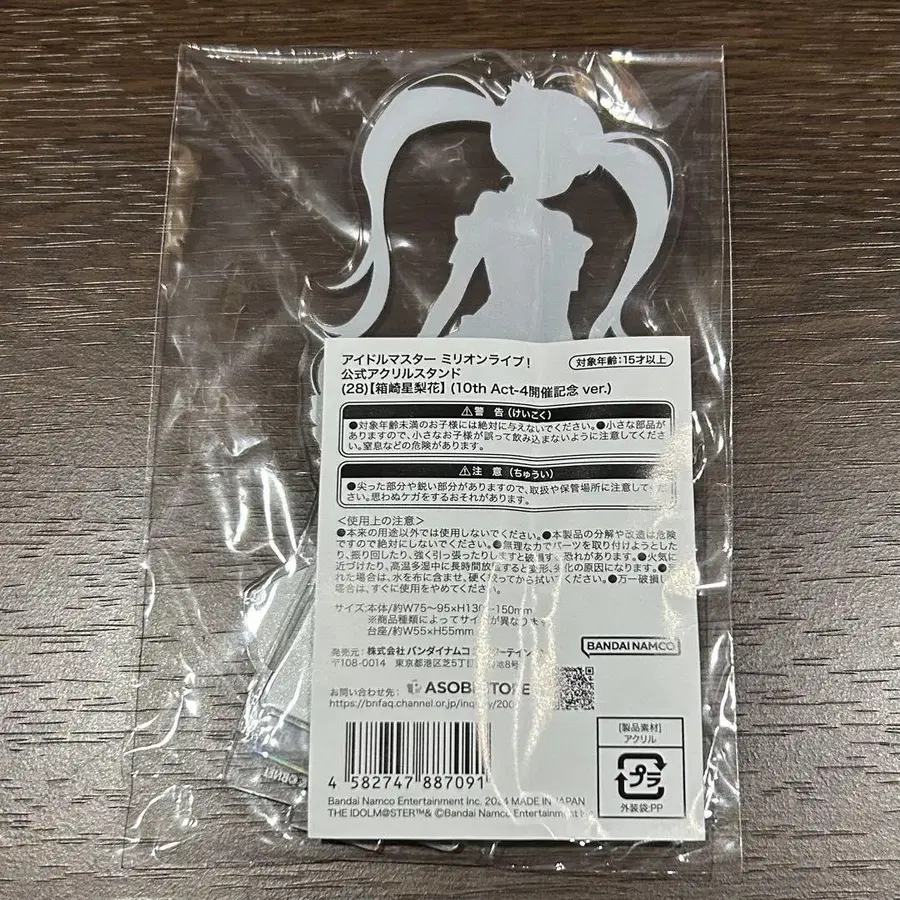 アイドルマスター ミリオンライブ！
対象年齢:15才以上
公式アクリルスタンド
(28)【箱崎星梨花】 (10th Act-4開催記念 ver.)
⚠警 告(けいこく)
●対象年齢未満のお子様には絶対に与えないでください。●小さな部品が
ありますので、小さなお子様が誤って飲み込まないように注意してくださ
い。窒息などの危険があります。
⚠注 意(ちゅうい)
●尖った部分や鋭い部分がありますので、取扱や保管場所に注意してくだ
さい。思わぬケガをするおそれがあります。
＜使用上の注意＞
●本来の用途以外では使用しないでください。●本製品の分解や改造は危険
ですので絶対にしないでください。●無理な力でパーツを取り付けようとした
り、振り回したり、強く引っ張ったりしますと破損する恐れがあります。●火気に
近づけたり、高温多湿中に長時間放置すると変形、劣化の原因になります。●汚
れた場合は、水を布に含ませ、硬く絞ってから拭いてください。●万一破損し
た場合は、すぐに使用をやめてください。
サイズ:本体/約W75〜95×H130〜150mm
※商品種類によってサイズが異なります
台座/約W55×H55mm
発売元: 株式会社 バンダイナムコ
〒108-0014 東京都港区芝5丁目 8号
BANDAI NAMCO
お問い合わせ先: ASOBI STORE
https://bnfaq.channel.or.jp/inquiry/200
[製品素材]
アクリル
プラ
外装袋:PP
4 582747 887091
Bandai Namco Entertainment Inc. 2024 MADE IN JAPAN
THE IDOLM@STER™& ©Bandai Namco Entertainment Inc.